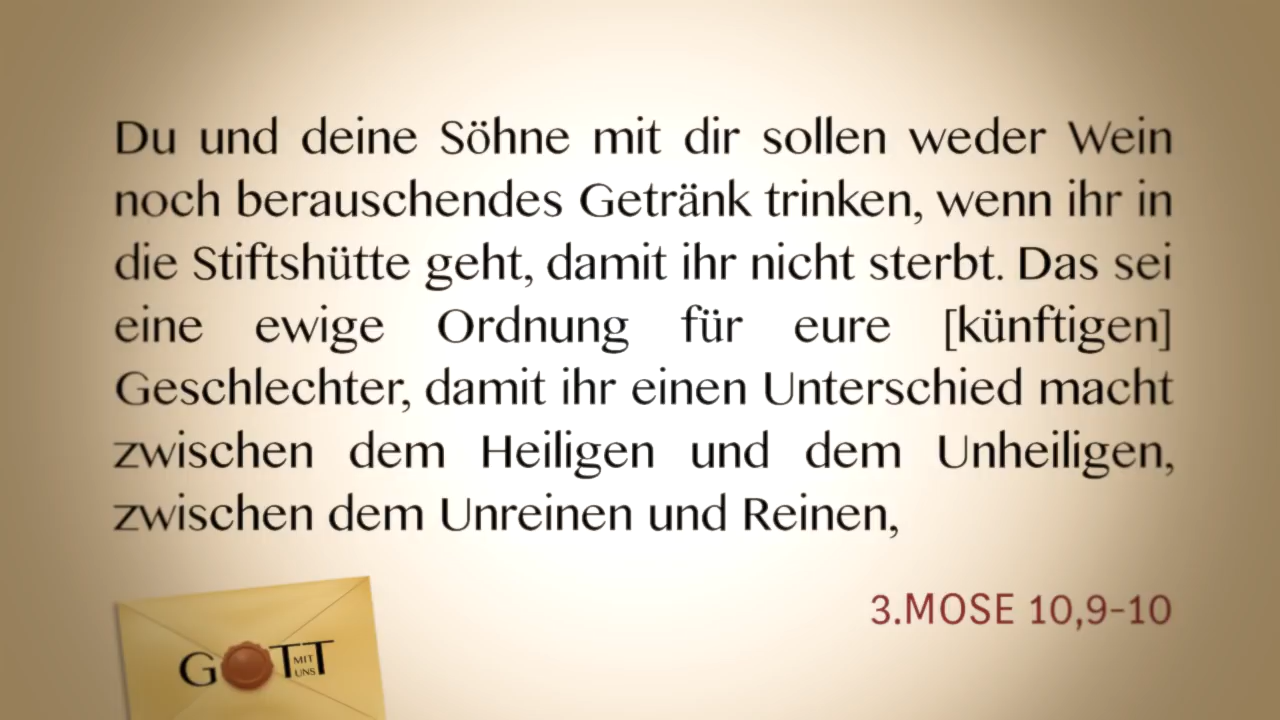 Du und deine Söhne mit dir sollen weder Wein
noch berauschendes Getränk trinken, wenn ihr in
die Stiftshütte geht, damit ihr nicht sterbt. Das sei
eine ewige Ordnung für eure [künftigen]
Geschlechter, damit ihr einen Unterschied macht
zwischen dem Heiligen und dem Unheiligen,
zwischen dem Unreinen und Reinen,
3.MOSE 10,9-10
GOTT
MIT
UNS